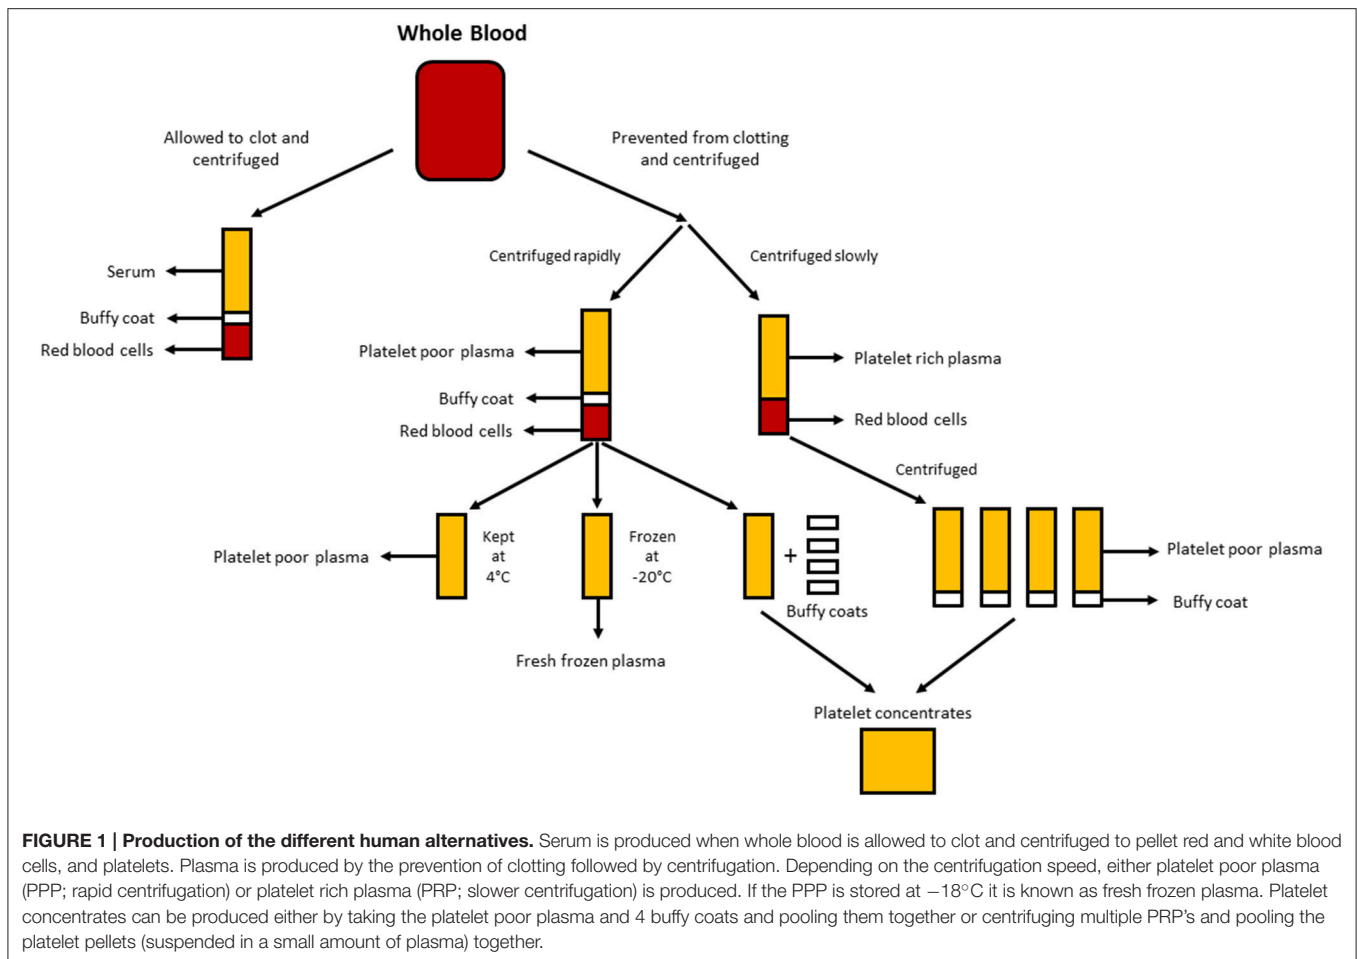 Whole Blood
Allowed to clot and
centrifuged
Prevented from clotting
and centrifuged
Serum
Buffy coat
Red blood cells
Centrifuged rapidly
Centrifuged slowly
Platelet poor plasma
Buffy coat
Red blood cells
Platelet rich plasma
Red blood cells
Centrifuged
Platelet poor plasma
Kept
at
4°C
Frozen
at
-20°C
+
Buffy coats
Platelet poor plasma
Buffy coat
Fresh frozen plasma
Platelet concentrates
FIGURE 1 | Production of the different human alternatives. Serum is produced when whole blood is allowed to clot and centrifuged to pellet red and white blood
cells, and platelets. Plasma is produced by the prevention of clotting followed by centrifugation. Depending on the centrifugation speed, either platelet poor plasma
(PPP; rapid centrifugation) or platelet rich plasma (PRP; slower centrifugation) is produced. If the PPP is stored at −18°C it is known as fresh frozen plasma. Platelet
concentrates can be produced either by taking the platelet poor plasma and 4 buffy coats and pooling them together or centrifuging multiple PRP's and pooling the
platelet pellets (suspended in a small amount of plasma) together.